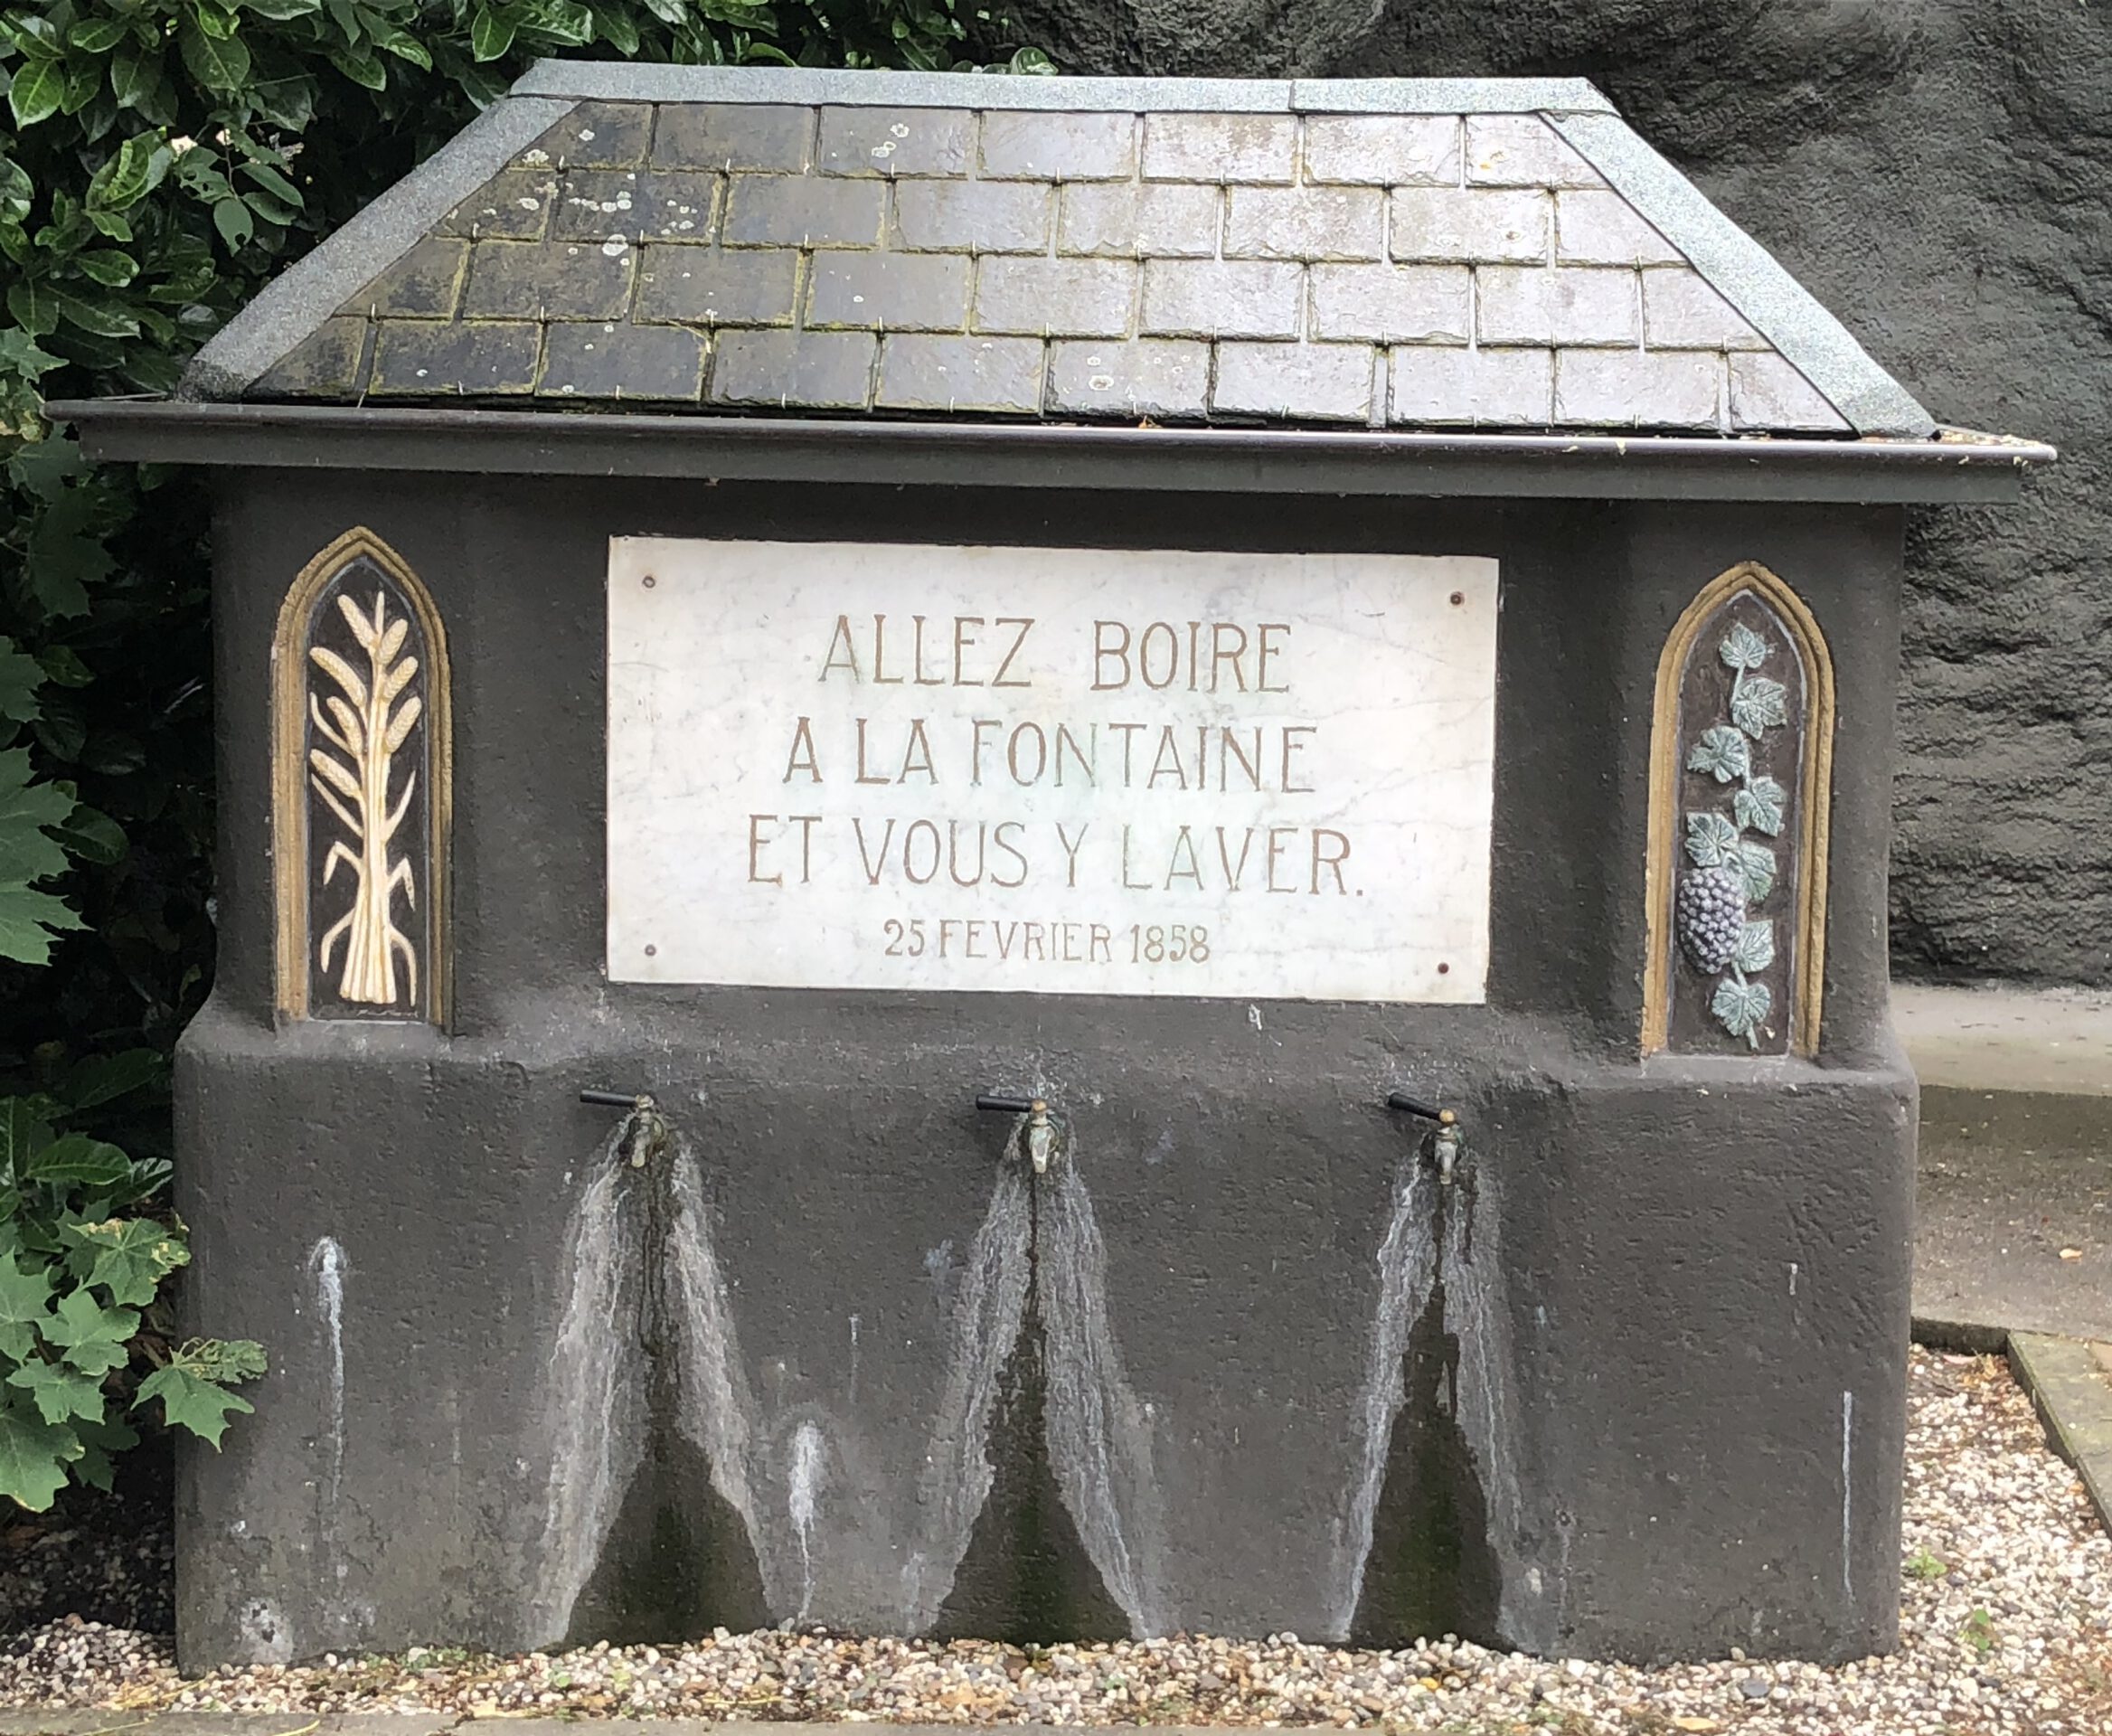 ALLEZ BOIRE
A LA FONTAINE
ET VOUS Y LAVER.
25 FEVRIER 1858